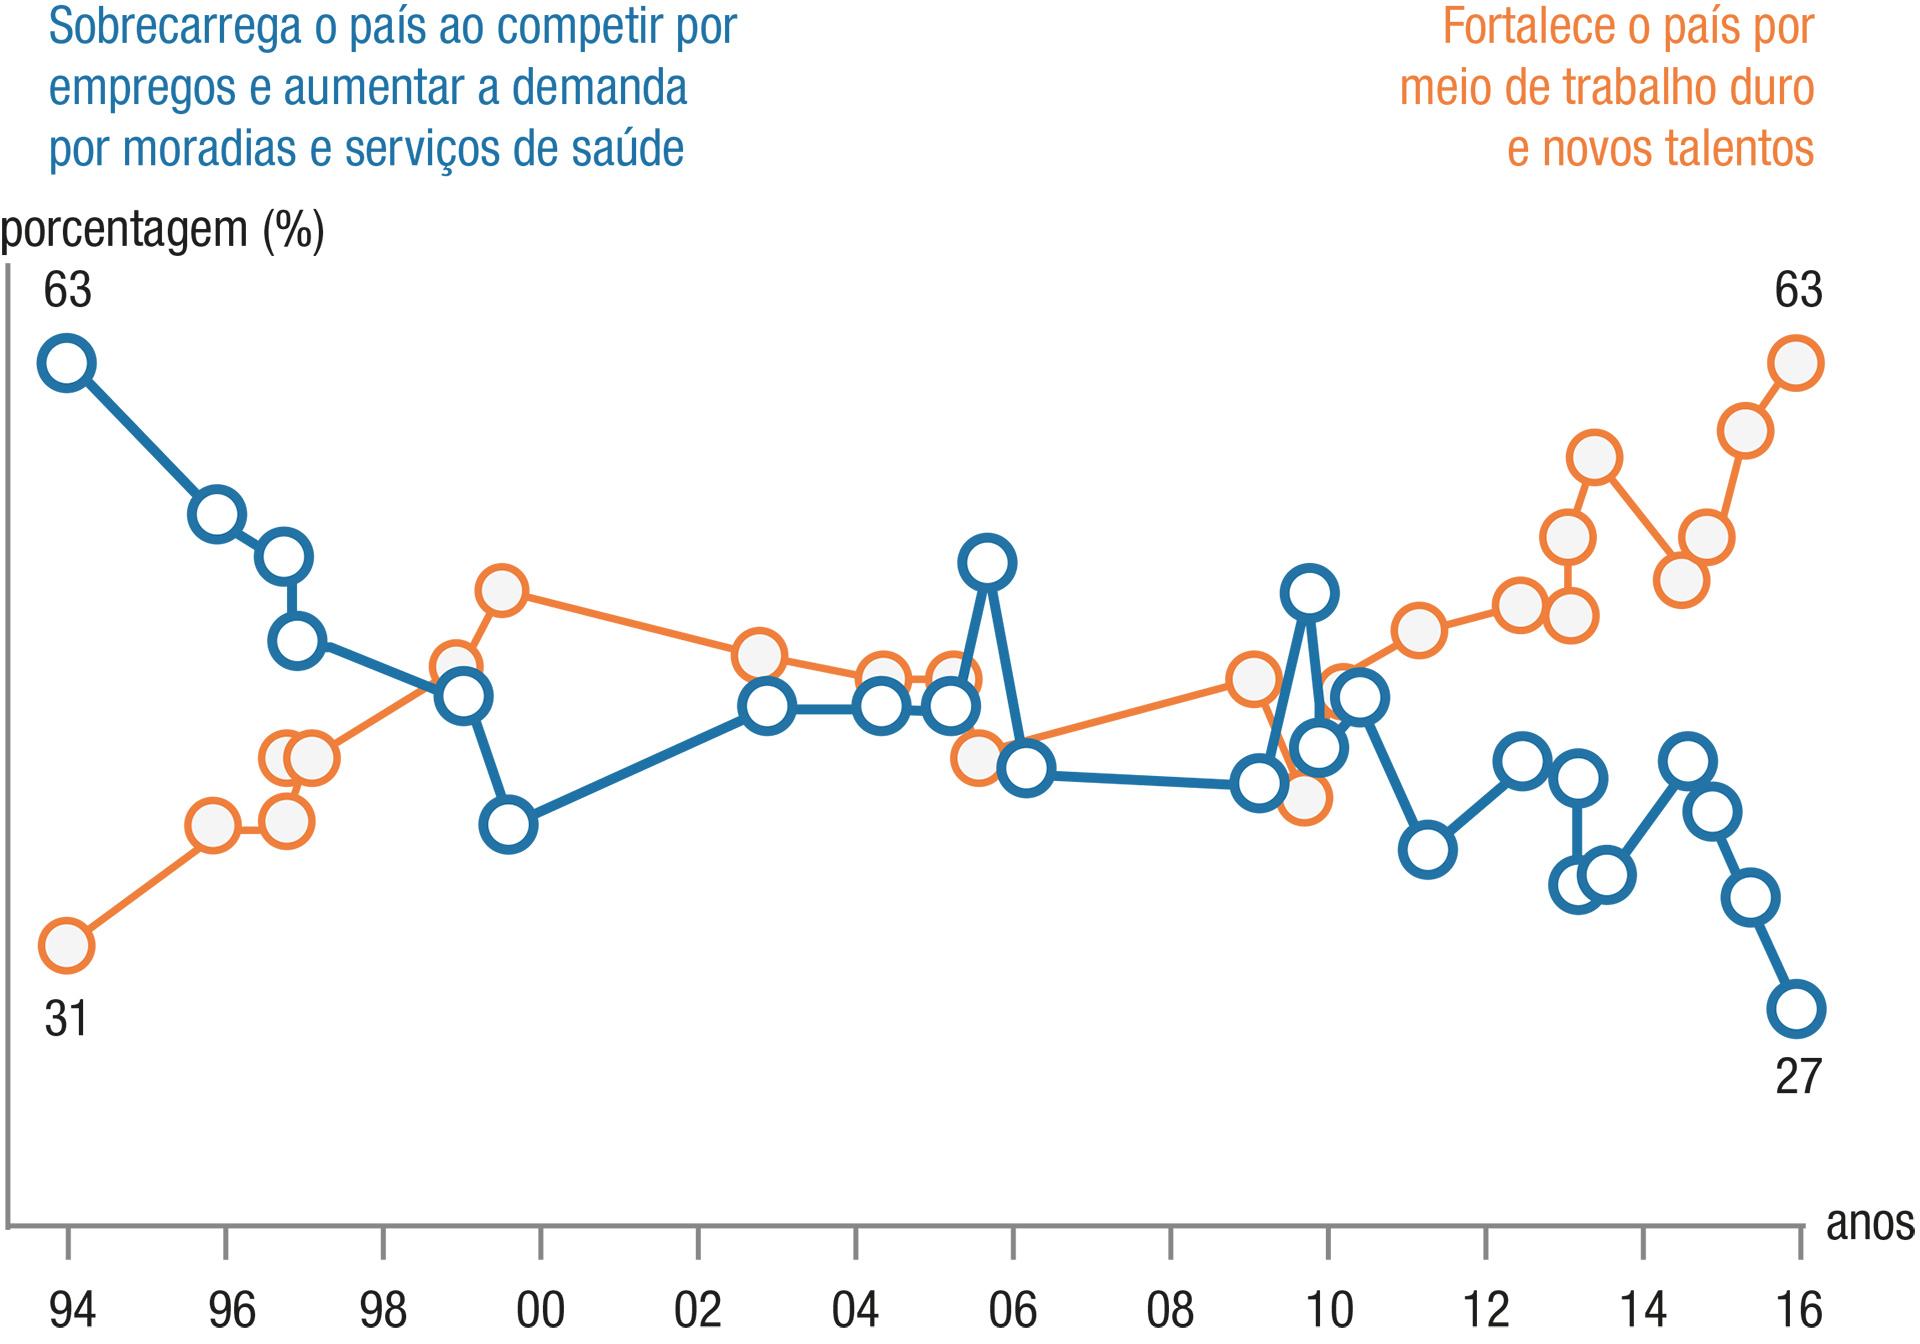 Sobrecarrega o país ao competir por
empregos e aumentar a demanda
por moradias e serviços de saúde
Fortalece o país por
meio de trabalho duro
e novos talentos
porcentagem (%)
63
63
31
27
anos
94 96 98 00 02 04 06 08 10 12 14 16